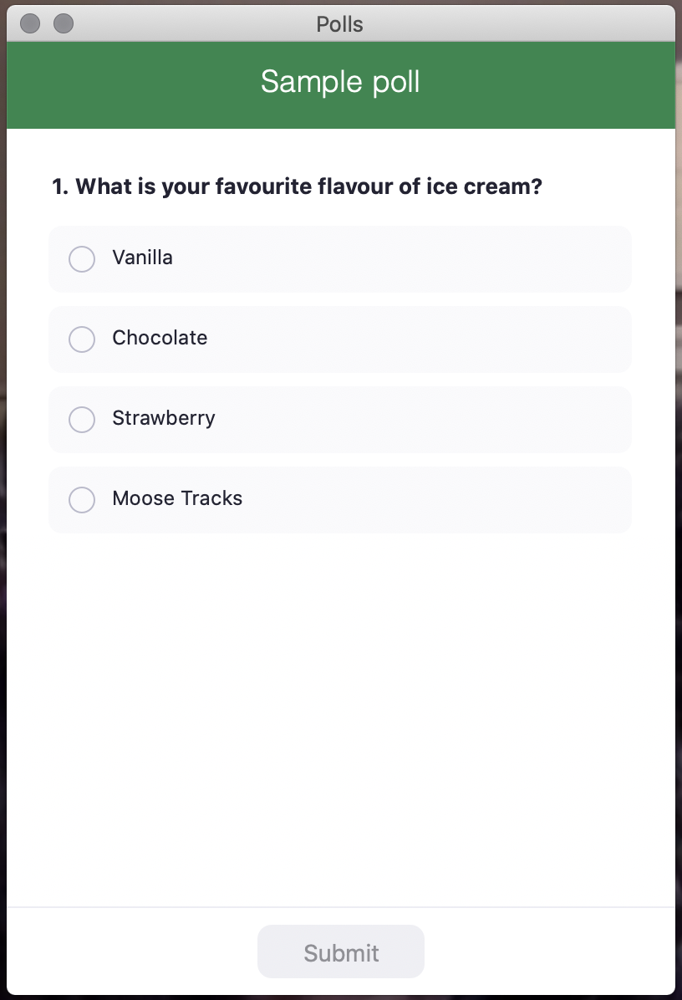 Polls
Sample poll
1. What is your favourite flavour of ice cream?
Vanilla
Chocolate
Strawberry
Moose Tracks
Submit